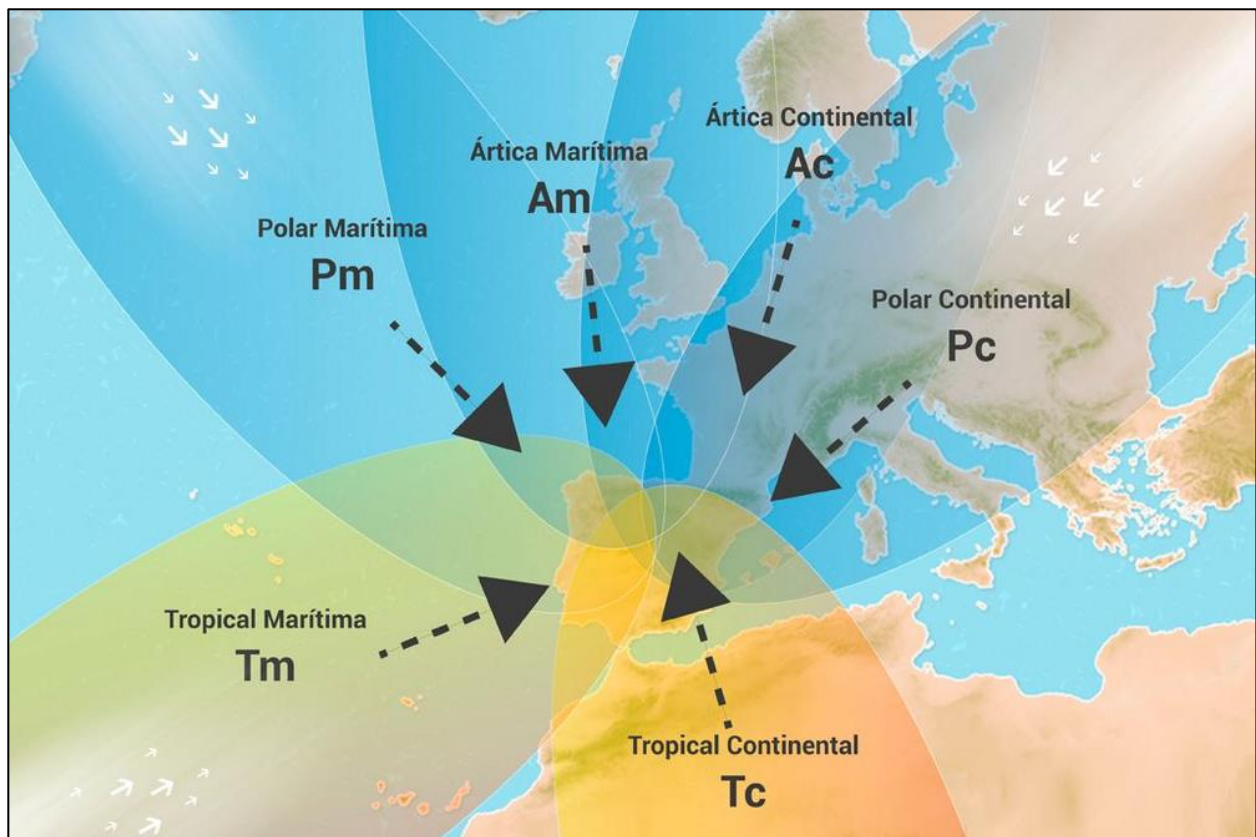 Ártica Continental
Ac
Ártica Marítima
Am
Polar Marítima
Pm
Polar Continental
Pc
Tropical Marítima
Tm
Tropical Continental
Tc